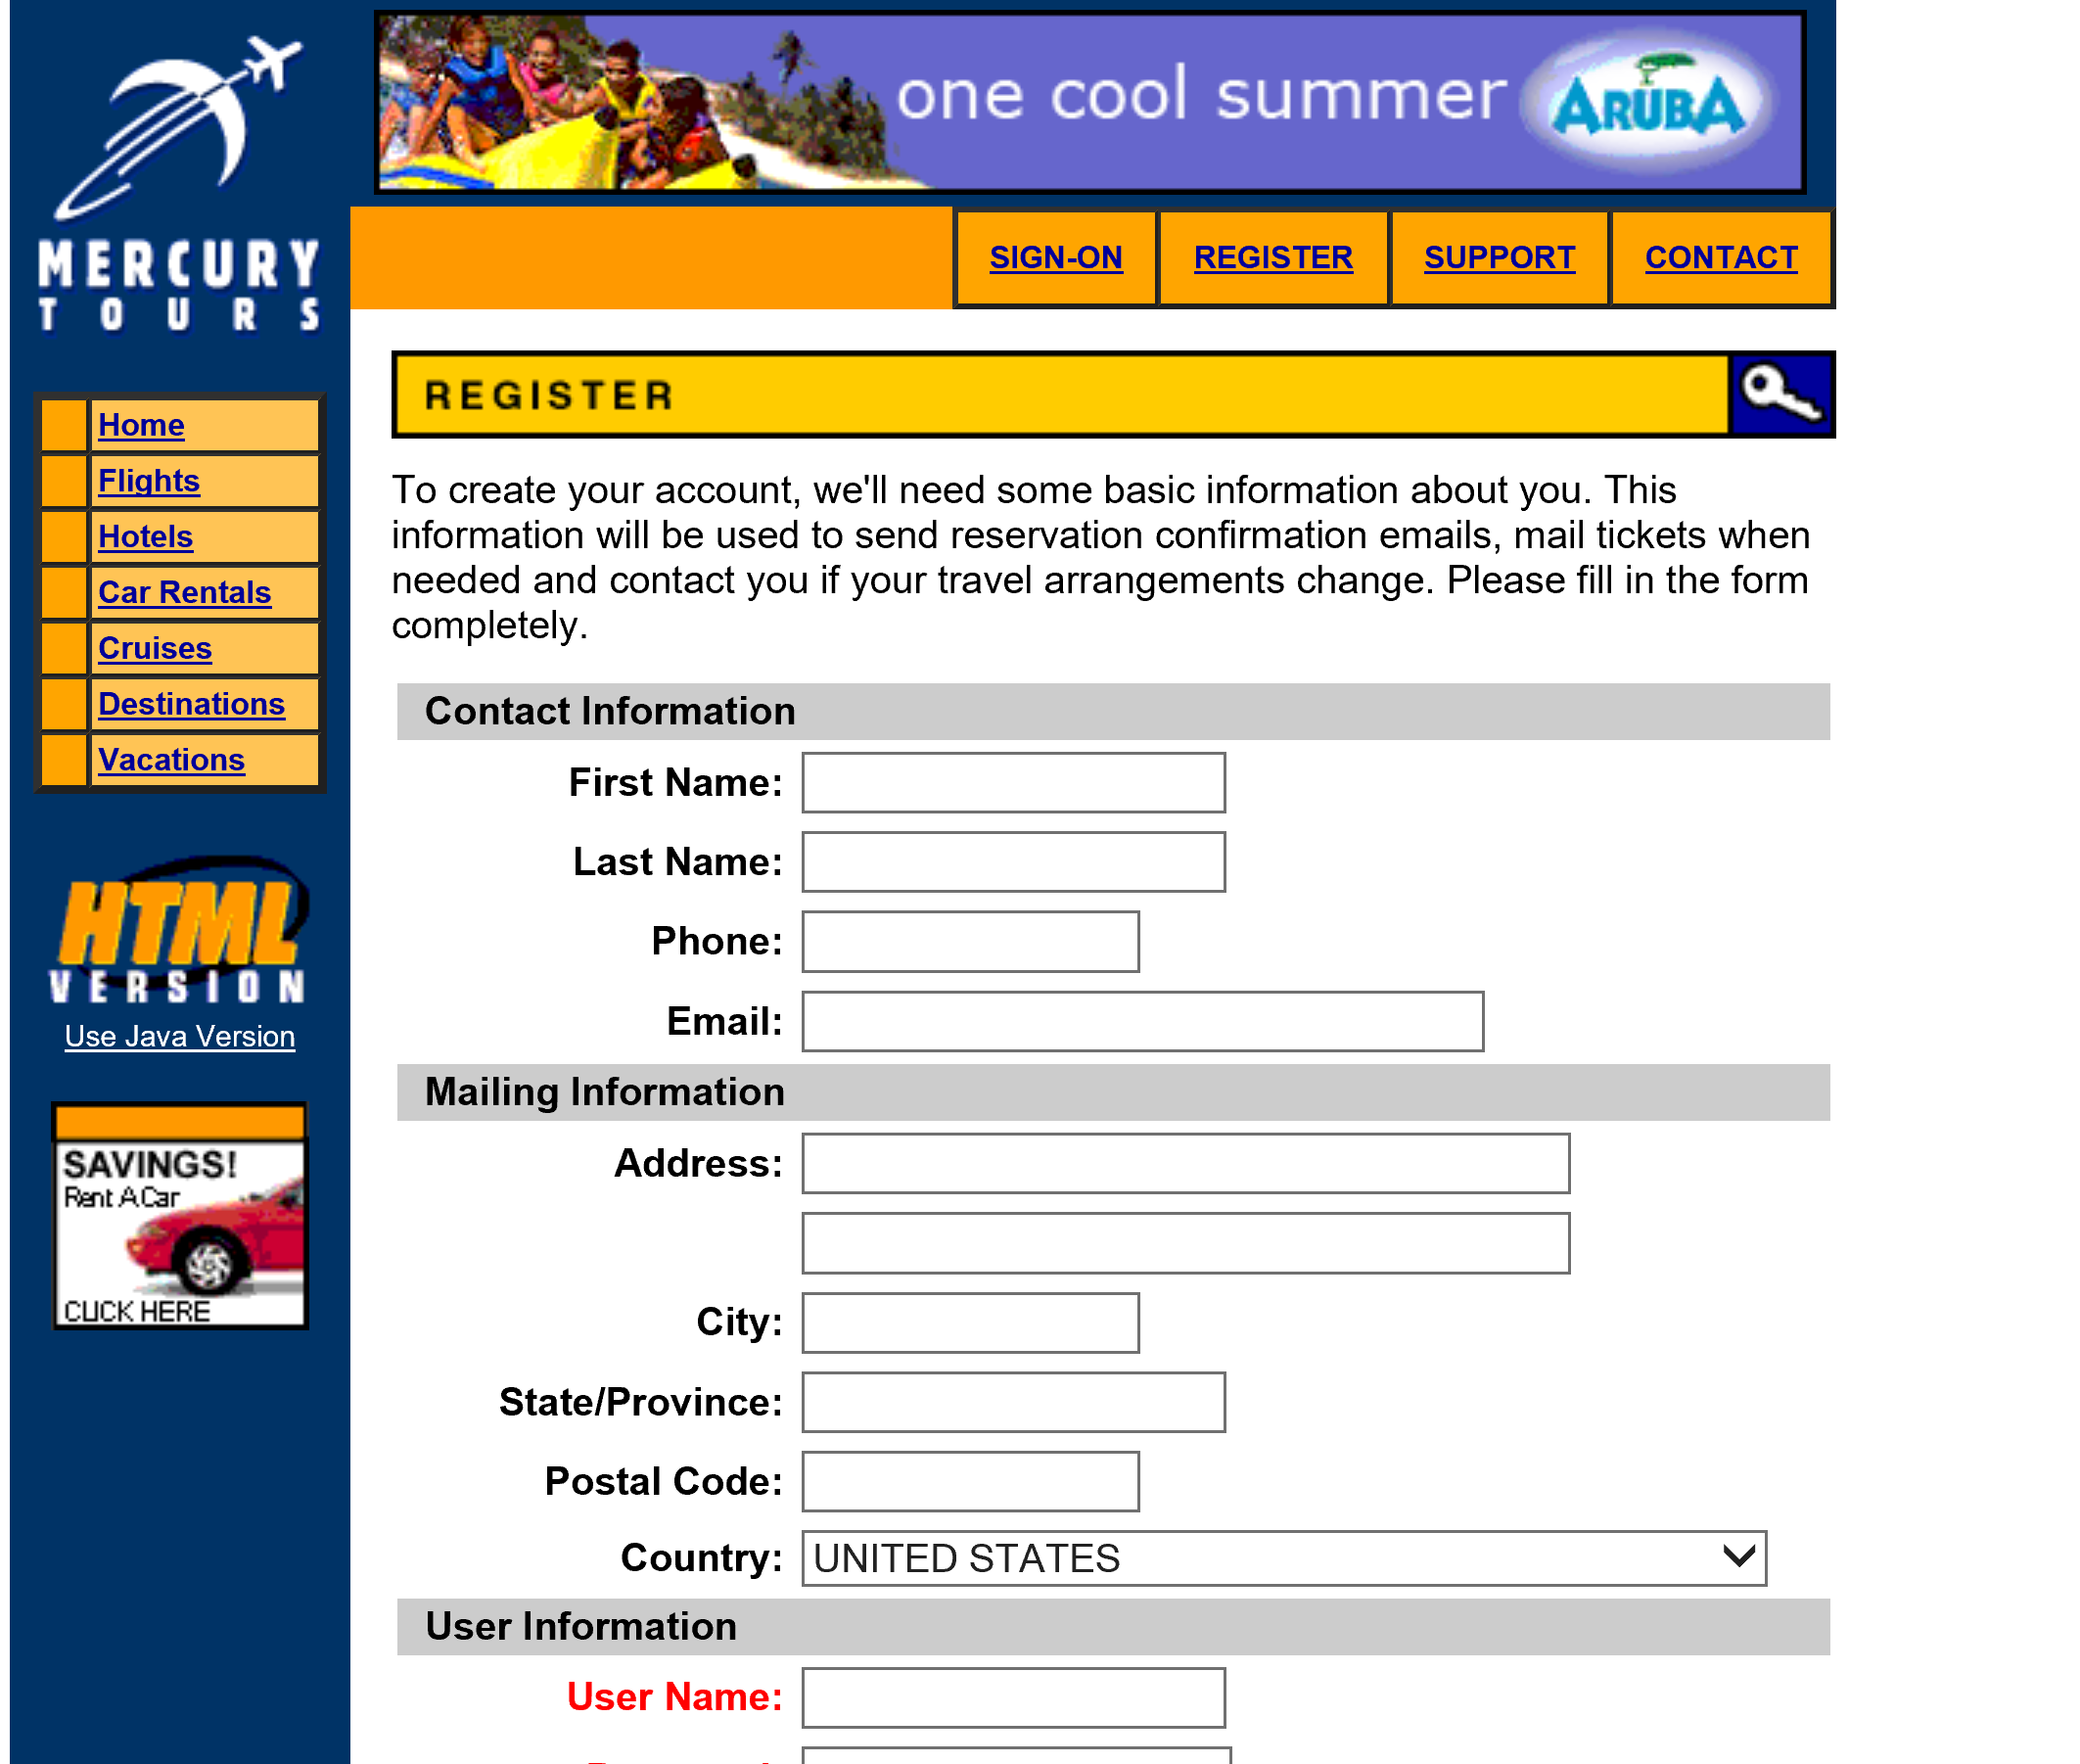 one cool summer ARUBA
MERCURY
TOURS
SIGN-ON REGISTER SUPPORT CONTACT
REGISTER
Home
Flights
Hotels
Car Rentals
Cruises
Destinations
Vacations
HTML
VERSION
Use Java Version
SAVINGS!
Rent A Car
CLICK HERE
To create your account, we'll need some basic information about you. This
information will be used to send reservation confirmation emails, mail tickets when
needed and contact you if your travel arrangements change. Please fill in the form
completely.
Contact Information
First Name:
Last Name:
Phone:
Email:
Mailing Information
Address:
City:
State/Province:
Postal Code:
Country: UNITED STATES
User Information
User Name: